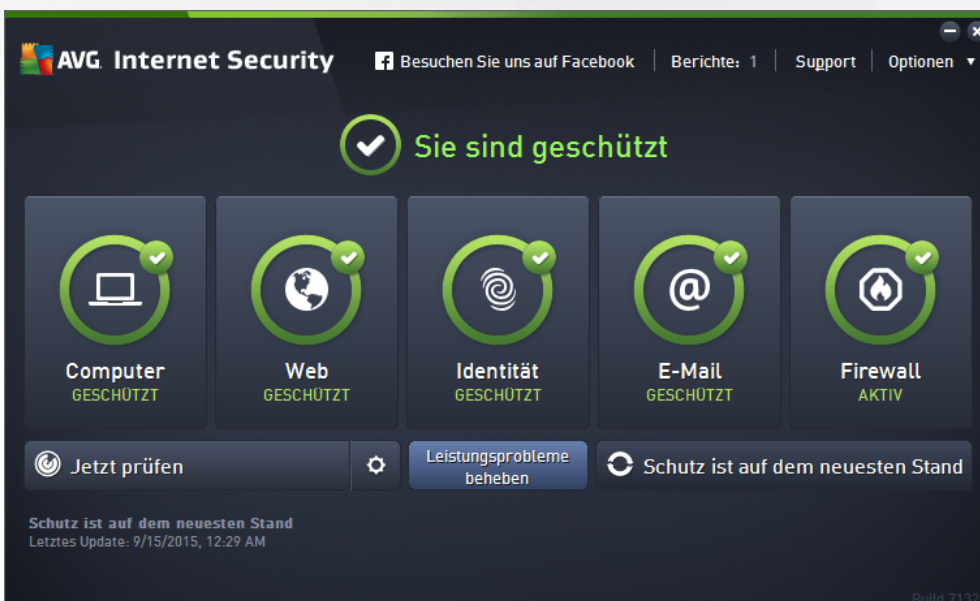 AVG Internet Security
Besuchen Sie uns auf Facebook
Berichte: 1
Support
Optionen
Sie sind geschützt
Computer
GESCHÜTZT
Web
GESCHÜTZT
Identität
GESCHÜTZT
E-Mail
GESCHÜTZT
Firewall
AKTIV
Jetzt prüfen
Leistungsprobleme
beheben
Schutz ist auf dem neuesten Stand
Schutz ist auf dem neuesten Stand
Letztes Update: 9/15/2015, 12:29 AM
Build 7132